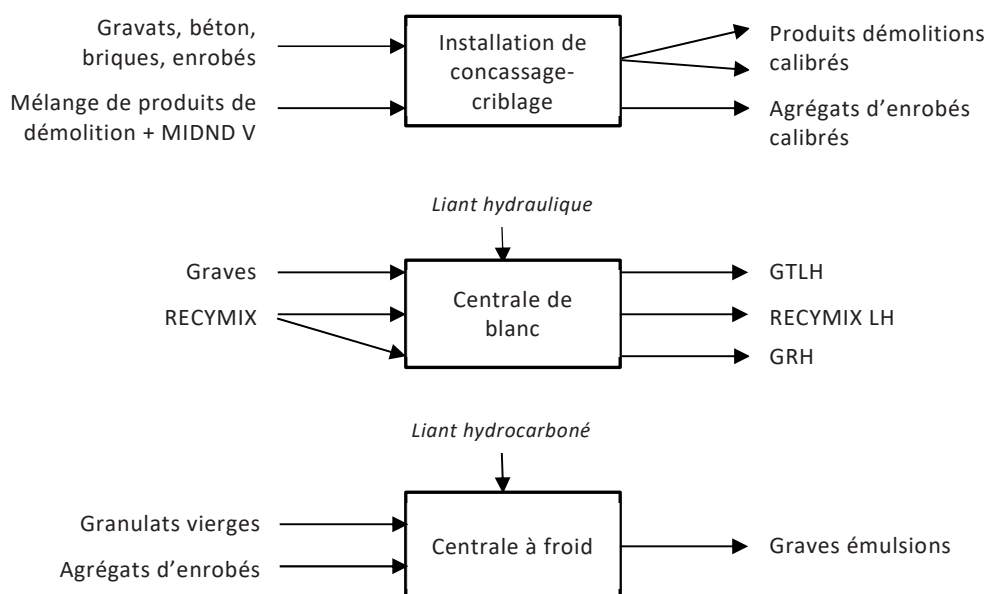 Gravats, béton,
briques, enrobés
Mélange de produits de
démolition + MIDND V
Installation de
concassage-
criblage
Produits démolitions
calibrés
Agrégats d’enrobés
calibrés
Liant hydraulique
Graves
RECYMIX
Centrale de
blanc
GTLH
RECYMIX LH
GRH
Liant hydrocarboné
Granulats vierges
Agrégats d’enrobés
Centrale à froid
Graves émulsions